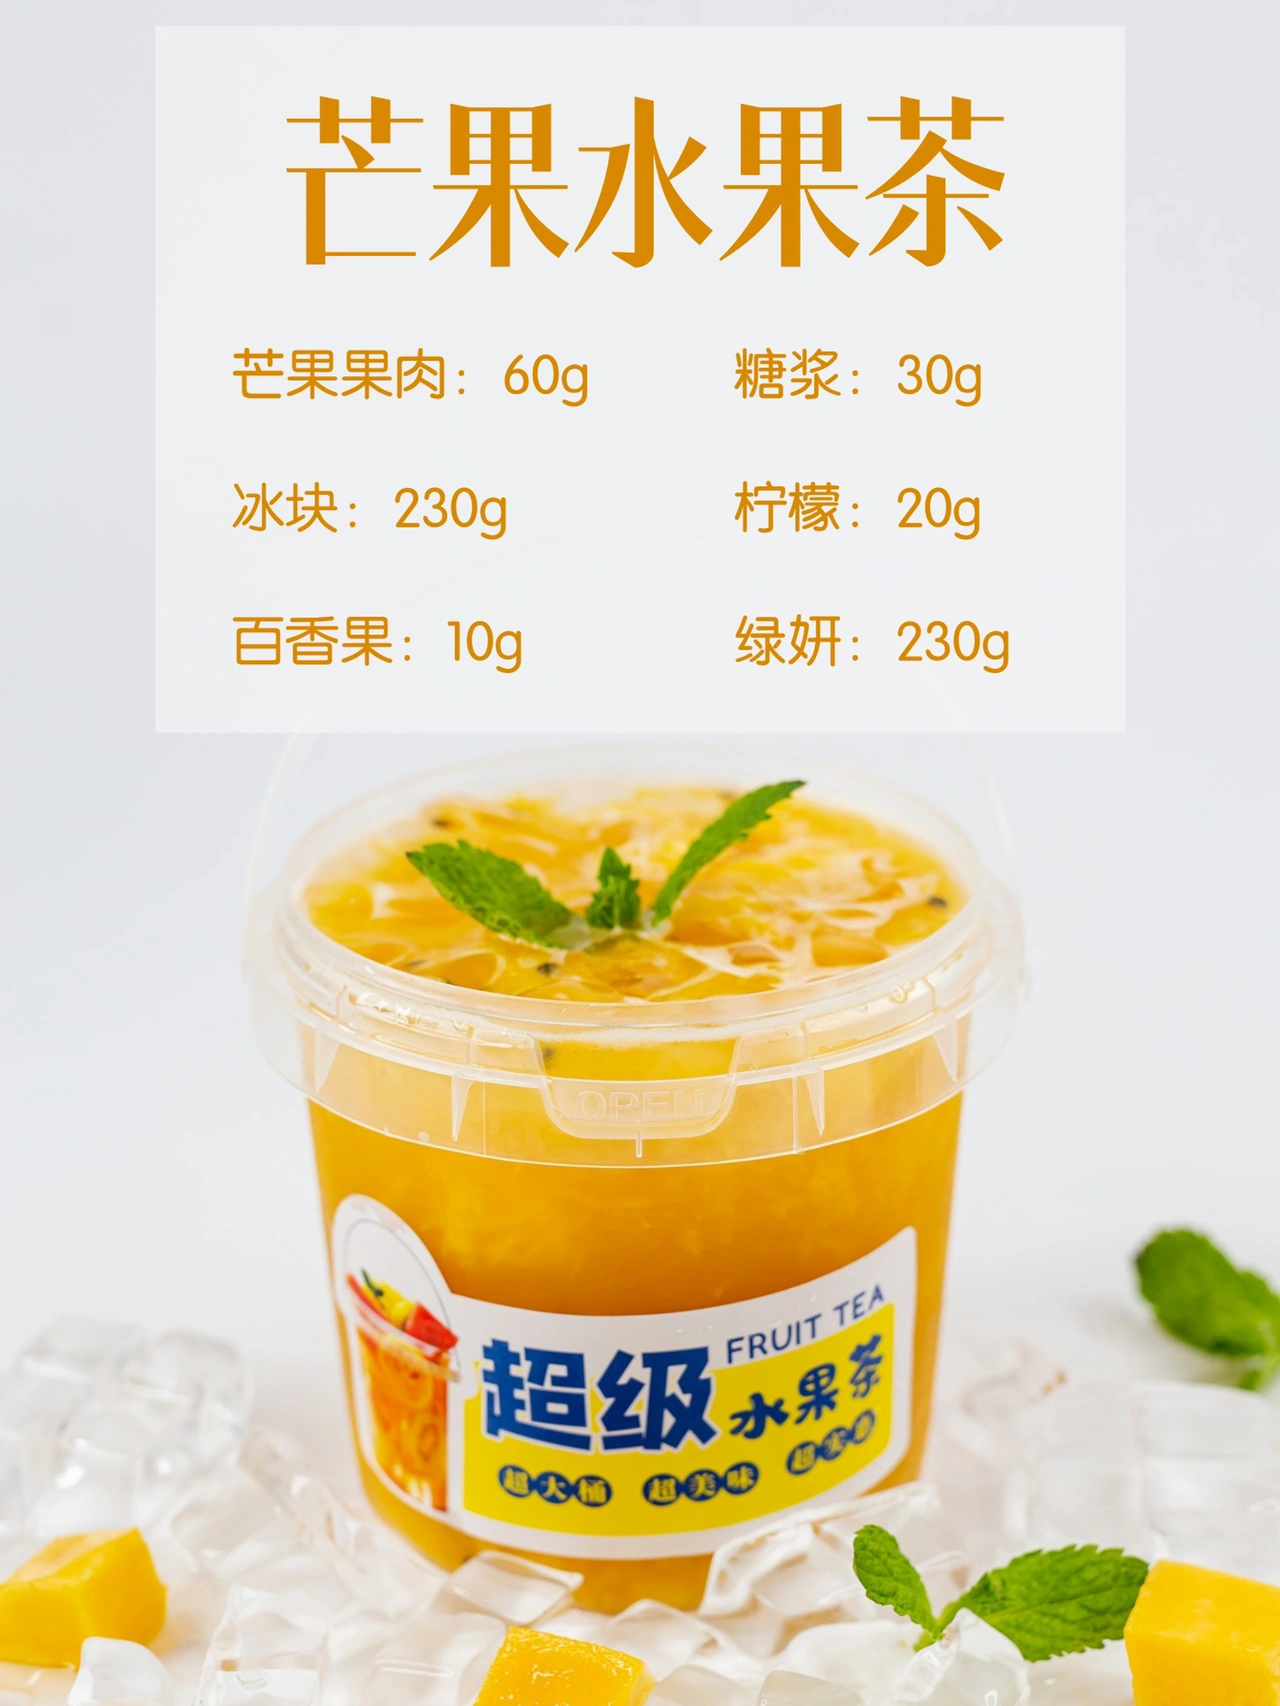 芒果水果茶
芒果果肉：60g
糖浆：30g
冰块：230g
柠檬：20g
百香果：10g
绿妍：230g
OPEN
FRUIT TEA
超级水果茶
超大桶 超美味